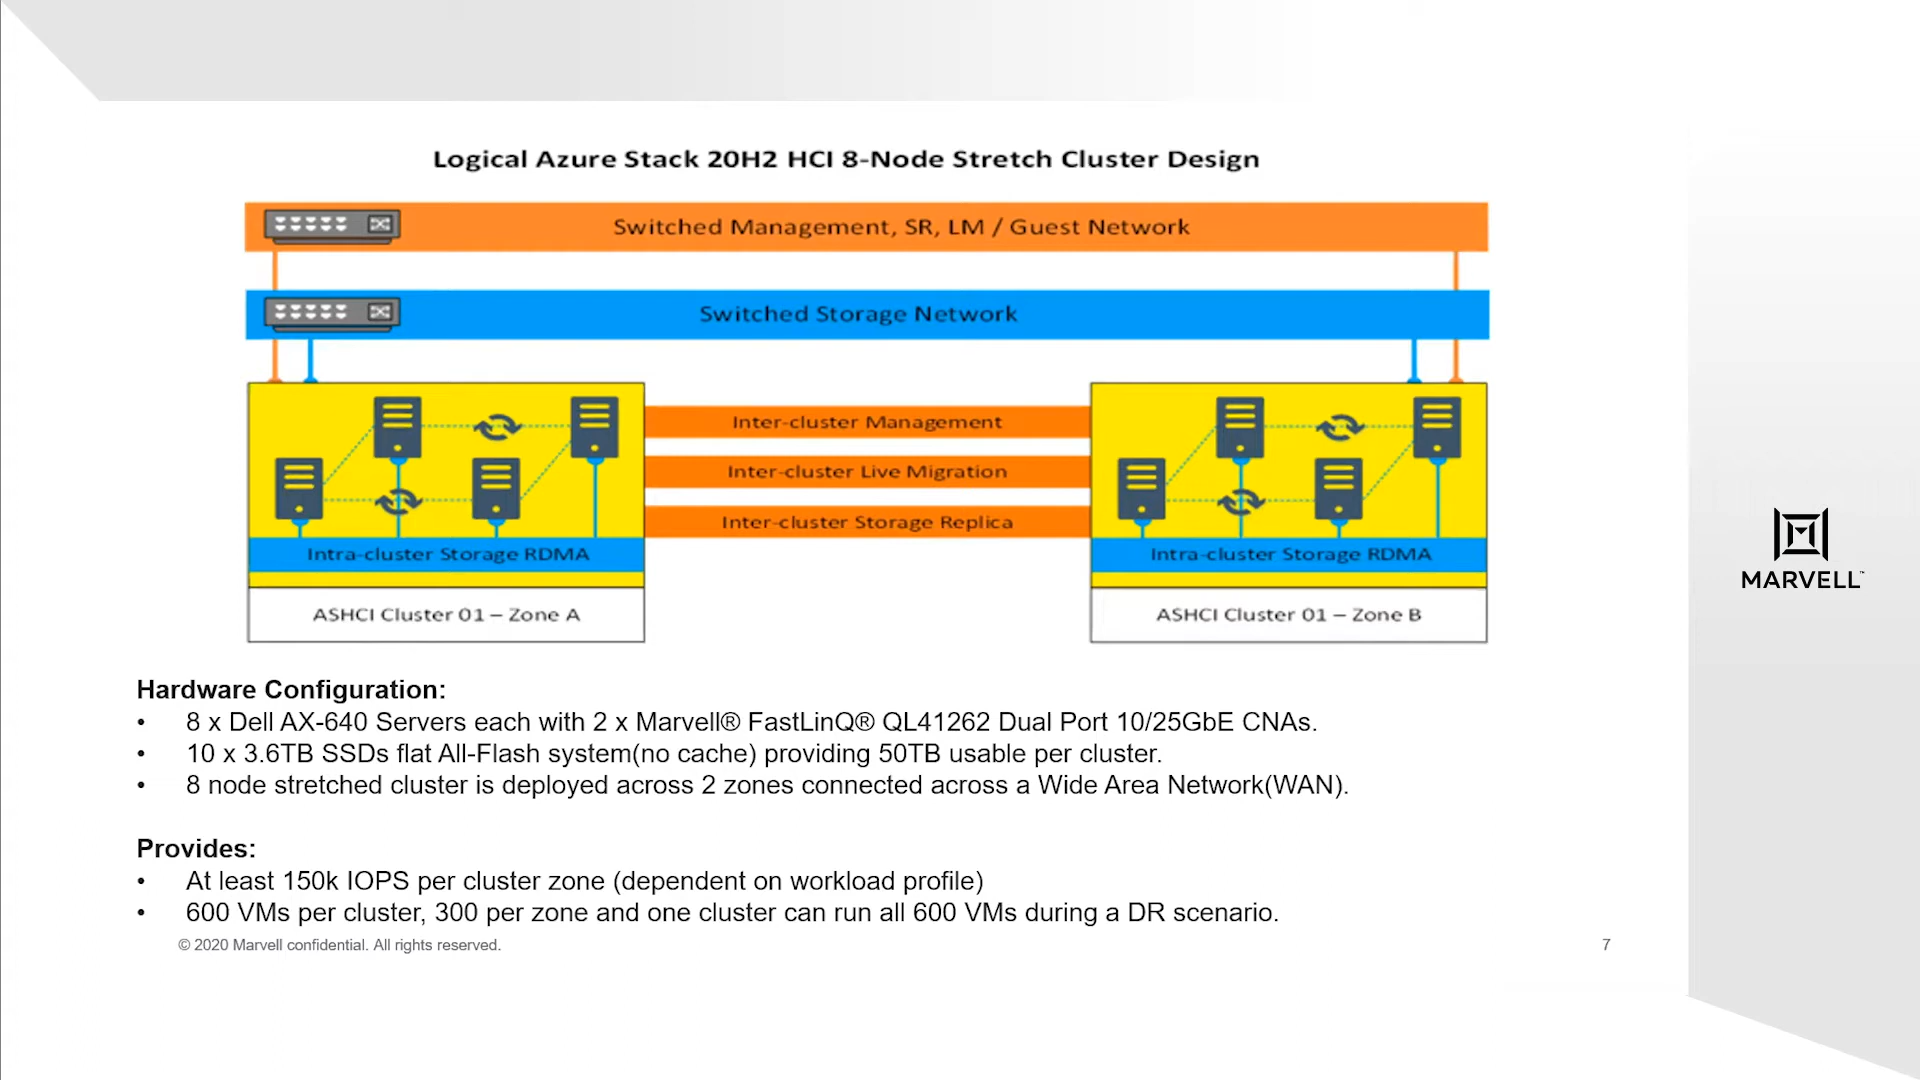 Logical Azure Stack 20H2 HCI 8-Node Stretch Cluster Design
Switched Management, SR, LM / Guest Network
Switched Storage Network
Inter-cluster Management
Inter-cluster Live Migration
Inter-cluster Storage Replica
Intra-cluster Storage RDMA
Intra-cluster Storage RDMA
ASHCI Cluster 01 – Zone A
ASHCI Cluster 01 – Zone B
MARVELL™
Hardware Configuration:
• 8 x Dell AX-640 Servers each with 2 x Marvell® FastLinQ® QL41262 Dual Port 10/25GbE CNAs.
• 10 x 3.6TB SSDs flat All-Flash system(no cache) providing 50TB usable per cluster.
• 8 node stretched cluster is deployed across 2 zones connected across a Wide Area Network(WAN).
Provides:
• At least 150k IOPS per cluster zone (dependent on workload profile)
• 600 VMs per cluster, 300 per zone and one cluster can run all 600 VMs during a DR scenario.
© 2020 Marvell confidential. All rights reserved.
7